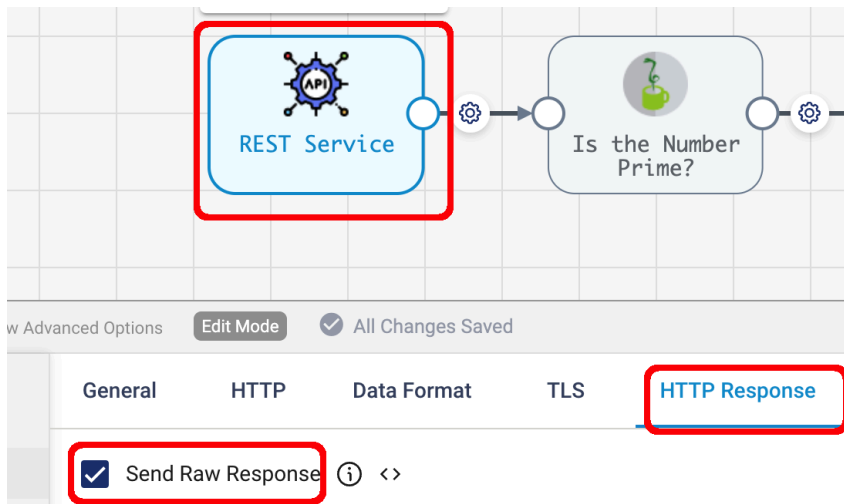 API
REST Service
Is the Number
Prime?
w Advanced Options
Edit Mode
All Changes Saved
General
HTTP
Data Format
TLS
HTTP Response
Send Raw Response